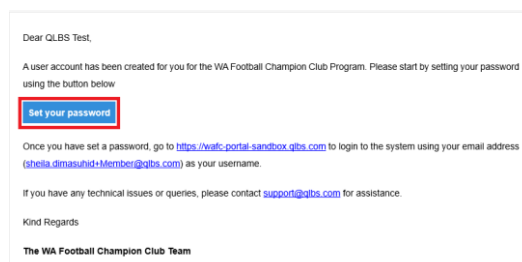 Dear QLBS Test,
A user account has been created for you for the WA Football Champion Club Program. Please start by setting your password
using the button below
Set your password
Once you have set a password, go to https://wafc-portal-sandbox.qlbs.com to login to the system using your email address
(sheila.dimasuhid+Member@qlbs.com) as your username.
If you have any technical issues or queries, please contact support@qlbs.com for assistance.
Kind Regards
The WA Football Champion Club Team